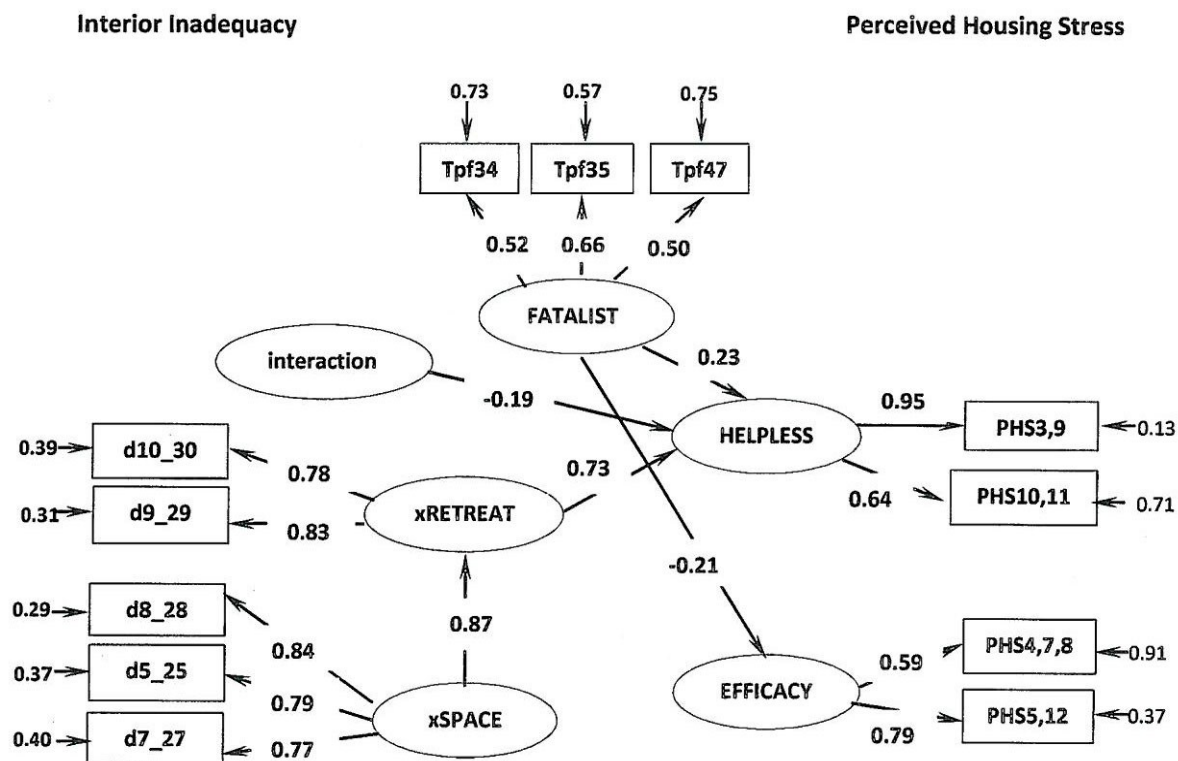 Interior Inadequacy Perceived Housing Stress
0.73 0.57 0.75
Tpf34 Tpf35 Tpf47
0.52 0.66 0.50
FATALIST
interaction
0.23
-0.19
0.95
HELPLESS
PHS3,9
0.13
0.39
d10_30
0.78
0.73
0.64
PHS10,11
0.71
0.31
d9_29
0.83
xRETREAT
-0.21
0.29
d8_28
0.87
0.84
0.59
PHS4,7,8
0.91
0.37
d5_25
0.79
EFFICACY
xSPACE
PHS5,12
0.37
0.40
d7_27
0.77
0.79